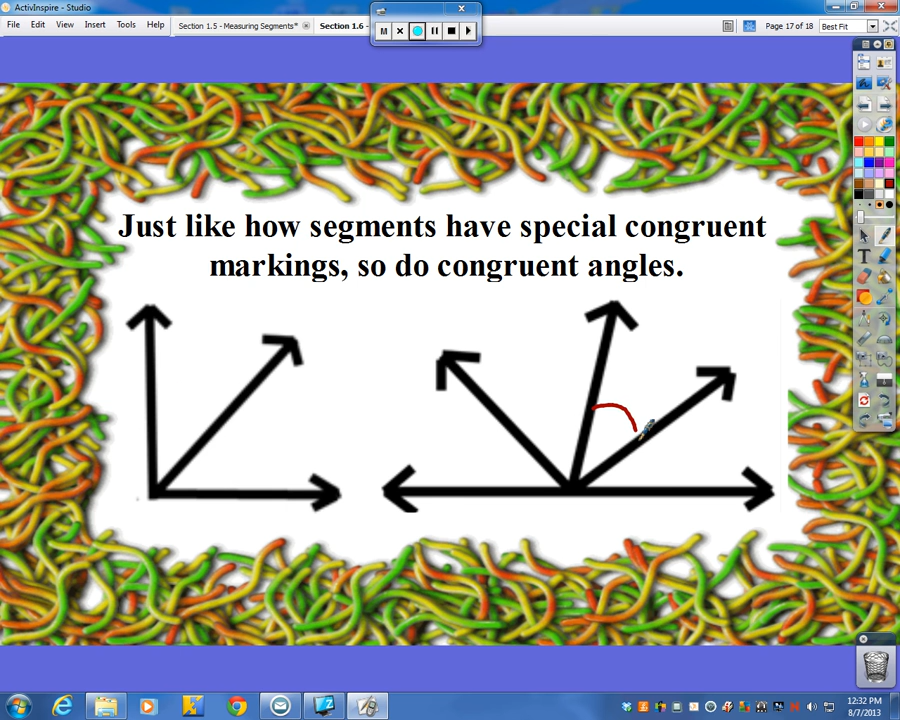 ActivInspire - Studio
File Edit View Insert Tools Help
Section 1.5 - Measuring Segments*
Section 1.6 -
M
Page 17 of 18
Best Fit
Just like how segments have special congruent
markings, so do congruent angles.
T
12:32 PM
8/7/2013